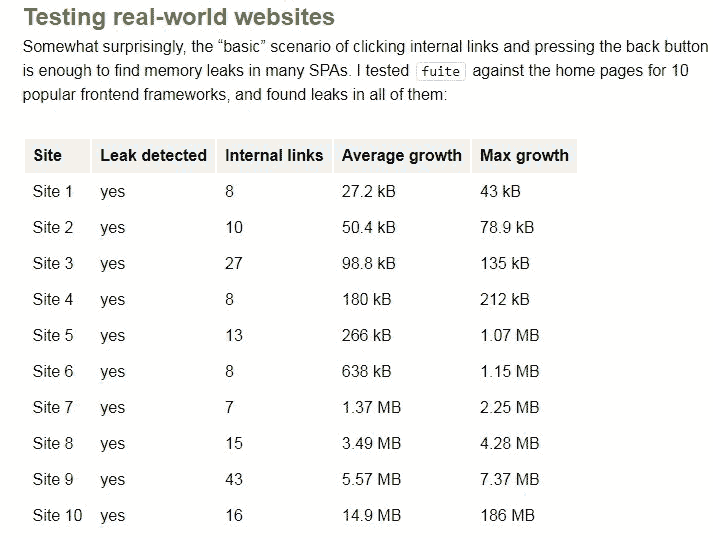 Testing real-world websites
Somewhat surprisingly, the “basic” scenario of clicking internal links and pressing the back button
is enough to find memory leaks in many SPAs. I tested fuite against the home pages for 10
popular frontend frameworks, and found leaks in all of them:
Site Leak detected Internal links Average growth Max growth
Site 1 yes 8 27.2 kB 43 kB
Site 2 yes 10 50.4 kB 78.9 kB
Site 3 yes 27 98.8 kB 135 kB
Site 4 yes 8 180 kB 212 kB
Site 5 yes 13 266 kB 1.07 MB
Site 6 yes 8 638 kB 1.15 MB
Site 7 yes 7 1.37 MB 2.25 MB
Site 8 yes 15 3.49 MB 4.28 MB
Site 9 yes 43 5.57 MB 7.37 MB
Site 10 yes 16 14.9 MB 186 MB